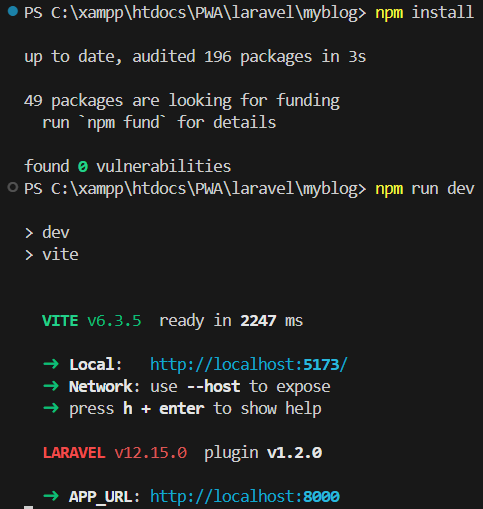 PS C:\xampp\htdocs\PWA\laravel\myblog> npm install
up to date, audited 196 packages in 3s
49 packages are looking for funding
run `npm fund` for details
found 0 vulnerabilities
PS C:\xampp\htdocs\PWA\laravel\myblog> npm run dev
> dev
> vite
VITE v6.3.5 ready in 2247 ms
➜ Local: http://localhost:5173/
➜ Network: use --host to expose
➜ press h + enter to show help
LARAVEL v12.15.0 plugin v1.2.0
➜ APP_URL: http://localhost:8000